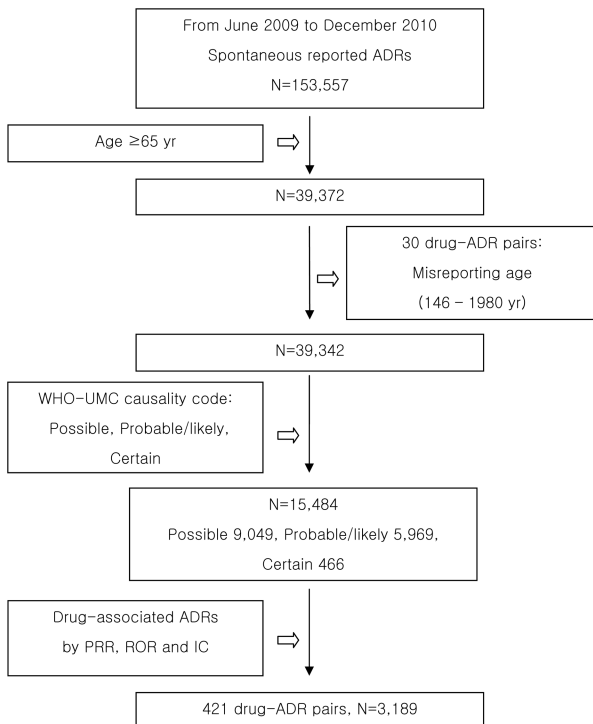 From June 2009 to December 2010
Spontaneous reported ADRs
N=153,557
Age ≥65 yr
N=39,372
30 drug-ADR pairs:
Misreporting age
(146 - 1980 yr)
N=39,342
WHO-UMC causality code:
Possible, Probable/likely,
Certain
N=15,484
Possible 9,049, Probable/likely 5,969,
Certain 466
Drug-associated ADRs
by PRR, ROR and IC
421 drug-ADR pairs, N=3,189